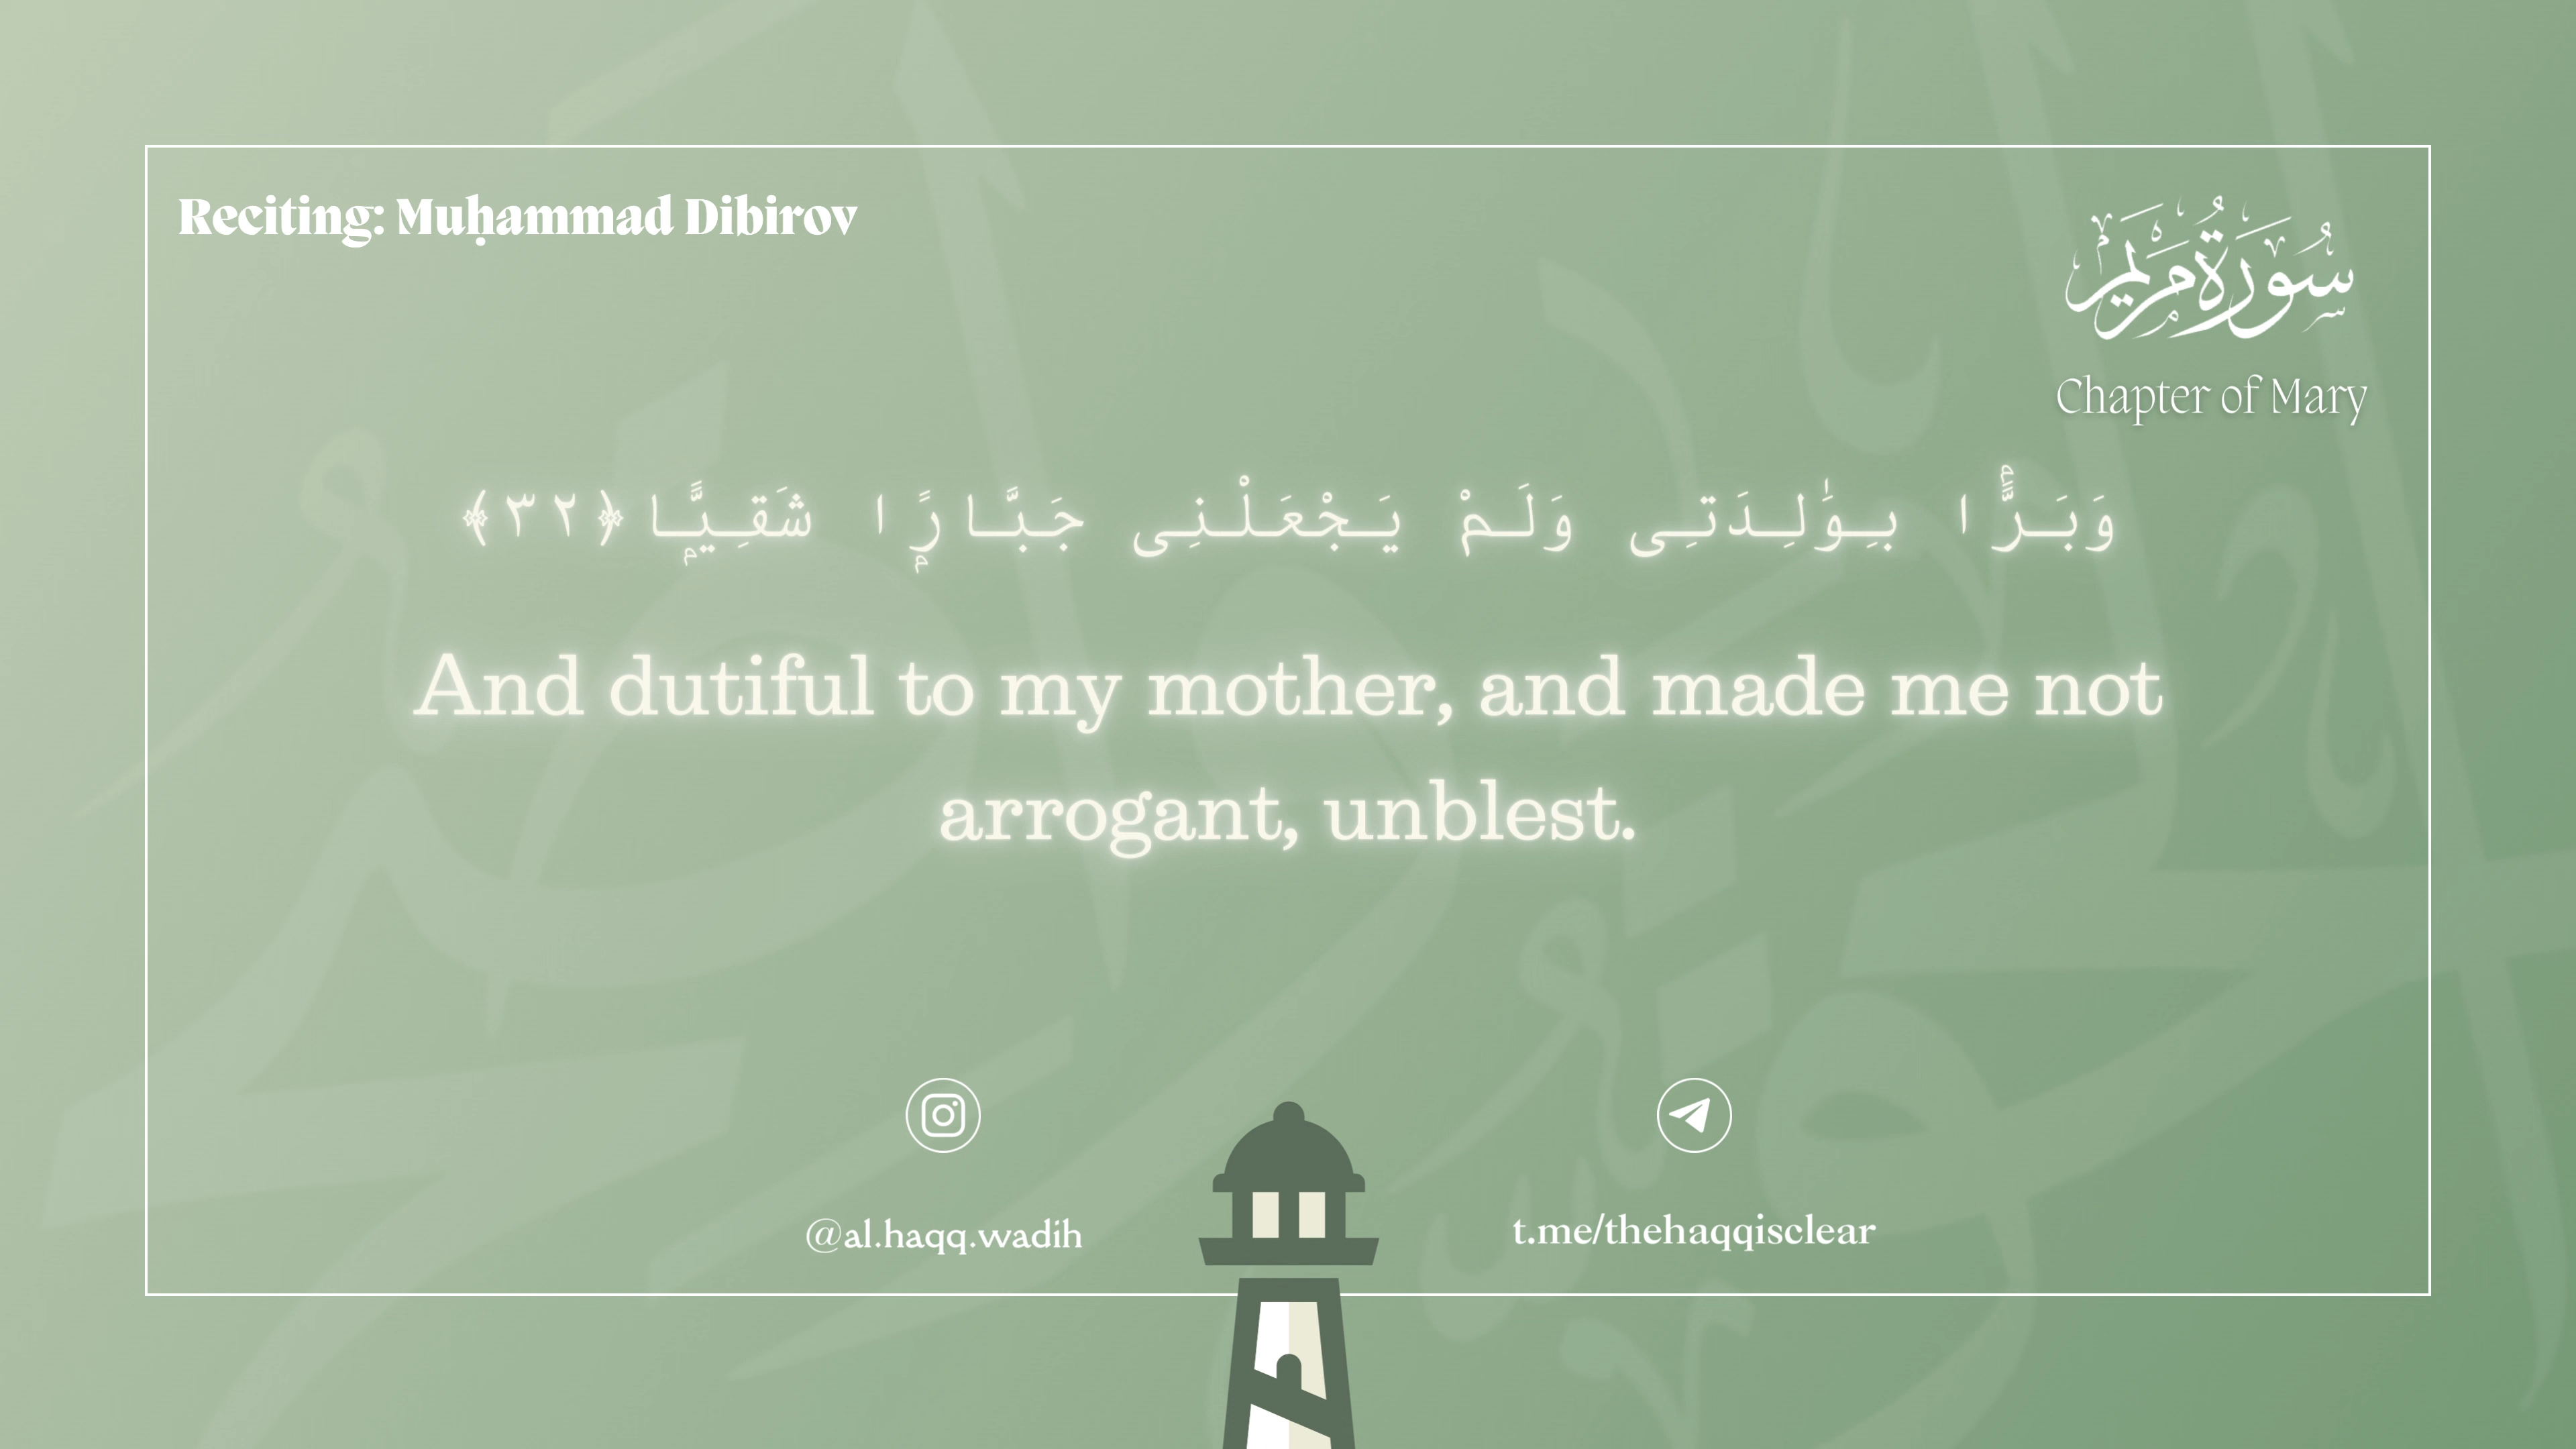 Reciting: Muḥammad Dibirov
سُورَةُ مَرْيَمَ
Chapter of Mary
وَبَرًّۢا بِوَٰلِدَتِى وَلَمْ يَجْعَلْنِى جَبَّارًۭا شَقِيًّۭا ﴿٣٢﴾
And dutiful to my mother, and made me not
arrogant, unblest.
@al.haqq.wadih
t.me/thehaqqisclear